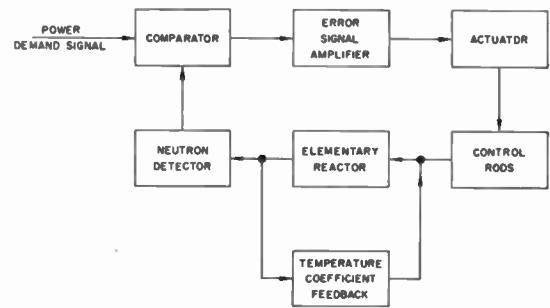 POWER
DEMAND SIGNAL
COMPARATOR
ERROR
SIGNAL
AMPLIFIER
ACTUATOR
NEUTRON
DETECTOR
ELEMENTARY
REACTOR
CONTROL
RODS
TEMPERATURE
COEFFICIENT
FEEDBACK